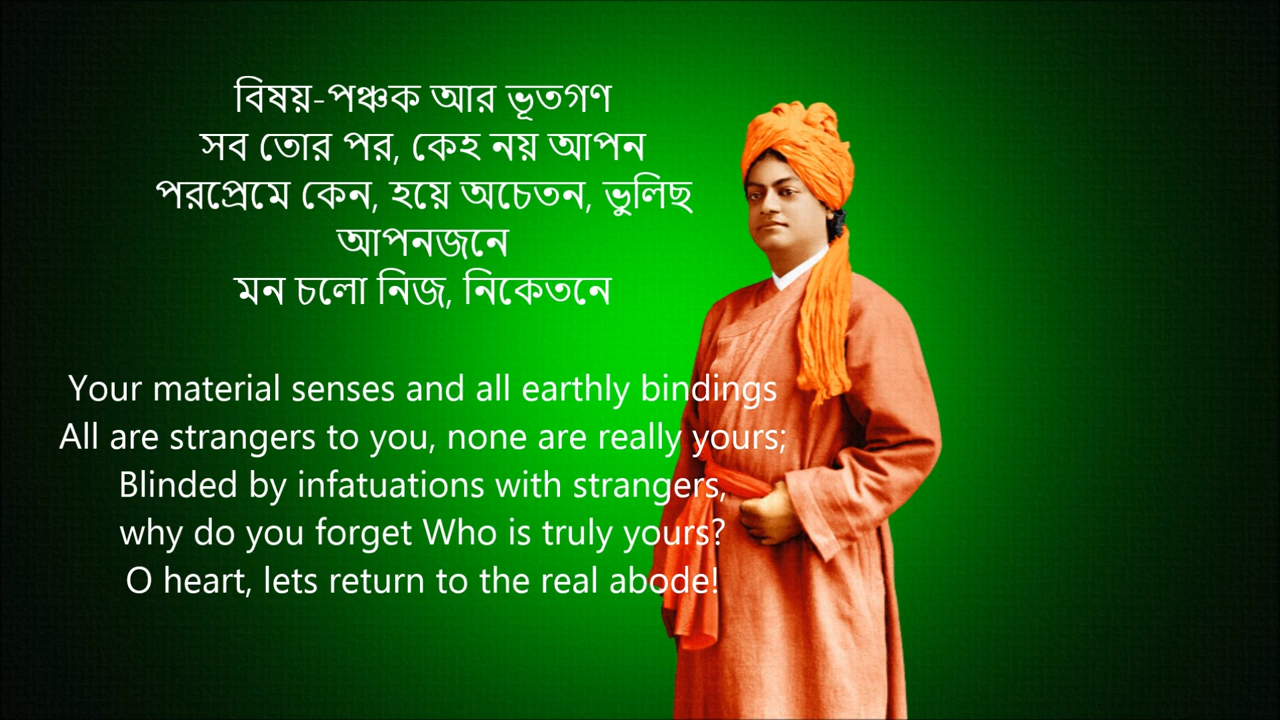 বিষয়-পঞ্চক আর ভূতগণ
সব তোর পর, কেহ নয় আপন
পরপ্রেমে কেন, হয়ে অচেতন, ভুলিছ
আপনজনে
মন চলো নিজ, নিকেতনে
Your material senses and all earthly bindings
All are strangers to you, none are really yours;
Blinded by infatuations with strangers,
why do you forget Who is truly yours?
O heart, lets return to the real abode!